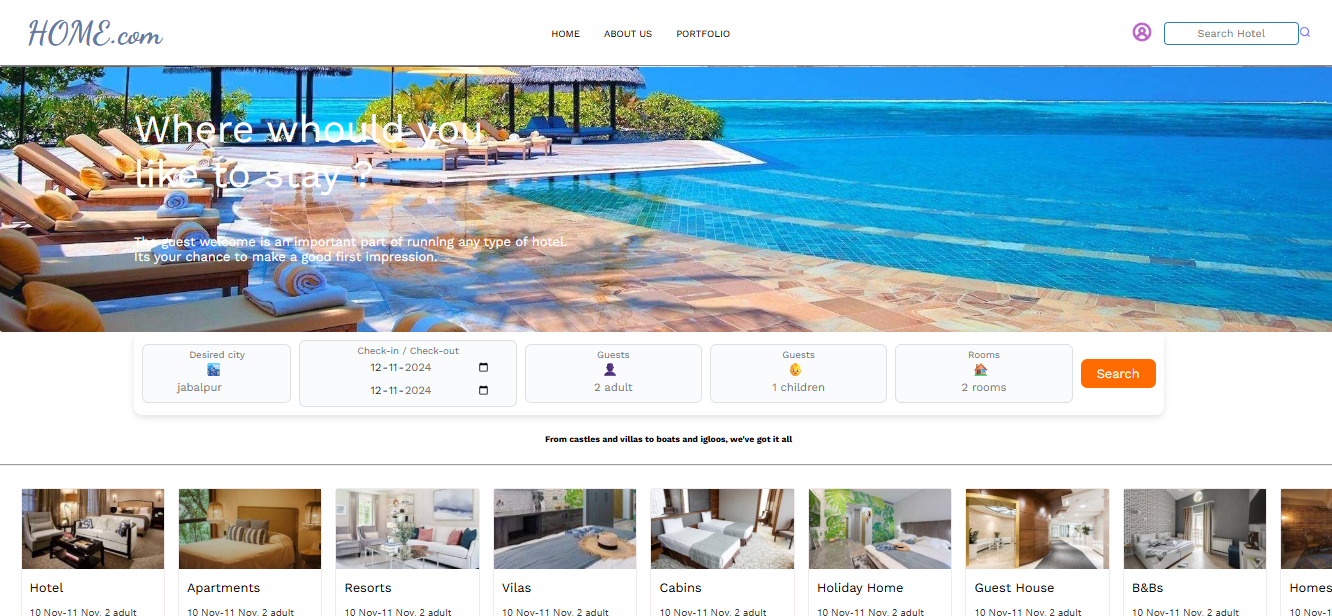 HOME.com
HOME ABOUT US PORTFOLIO
Search Hotel
Where whould you
like to stay ?
The guest welcome is an important part of running any type of hotel.
Its your chance to make a good first impression.
Desired city
jabalpur
Check-in / Check-out
12-11-2024
12-11-2024
Guests
2 adult
Guests
1 children
Rooms
2 rooms
Search
From castles and villas to boats and igloos, we've got it all
Hotel
10 Nov-11 Nov, 2 adult
Apartments
10 Nov-11 Nov, 2 adult
Resorts
10 Nov-11 Nov, 2 adult
Vilas
10 Nov-11 Nov, 2 adult
Cabins
10 Nov-11 Nov, 2 adult
Holiday Home
10 Nov-11 Nov, 2 adult
Guest House
10 Nov-11 Nov, 2 adult
B&Bs
10 Nov-11 Nov, 2 adult
Homes
10 Nov-1